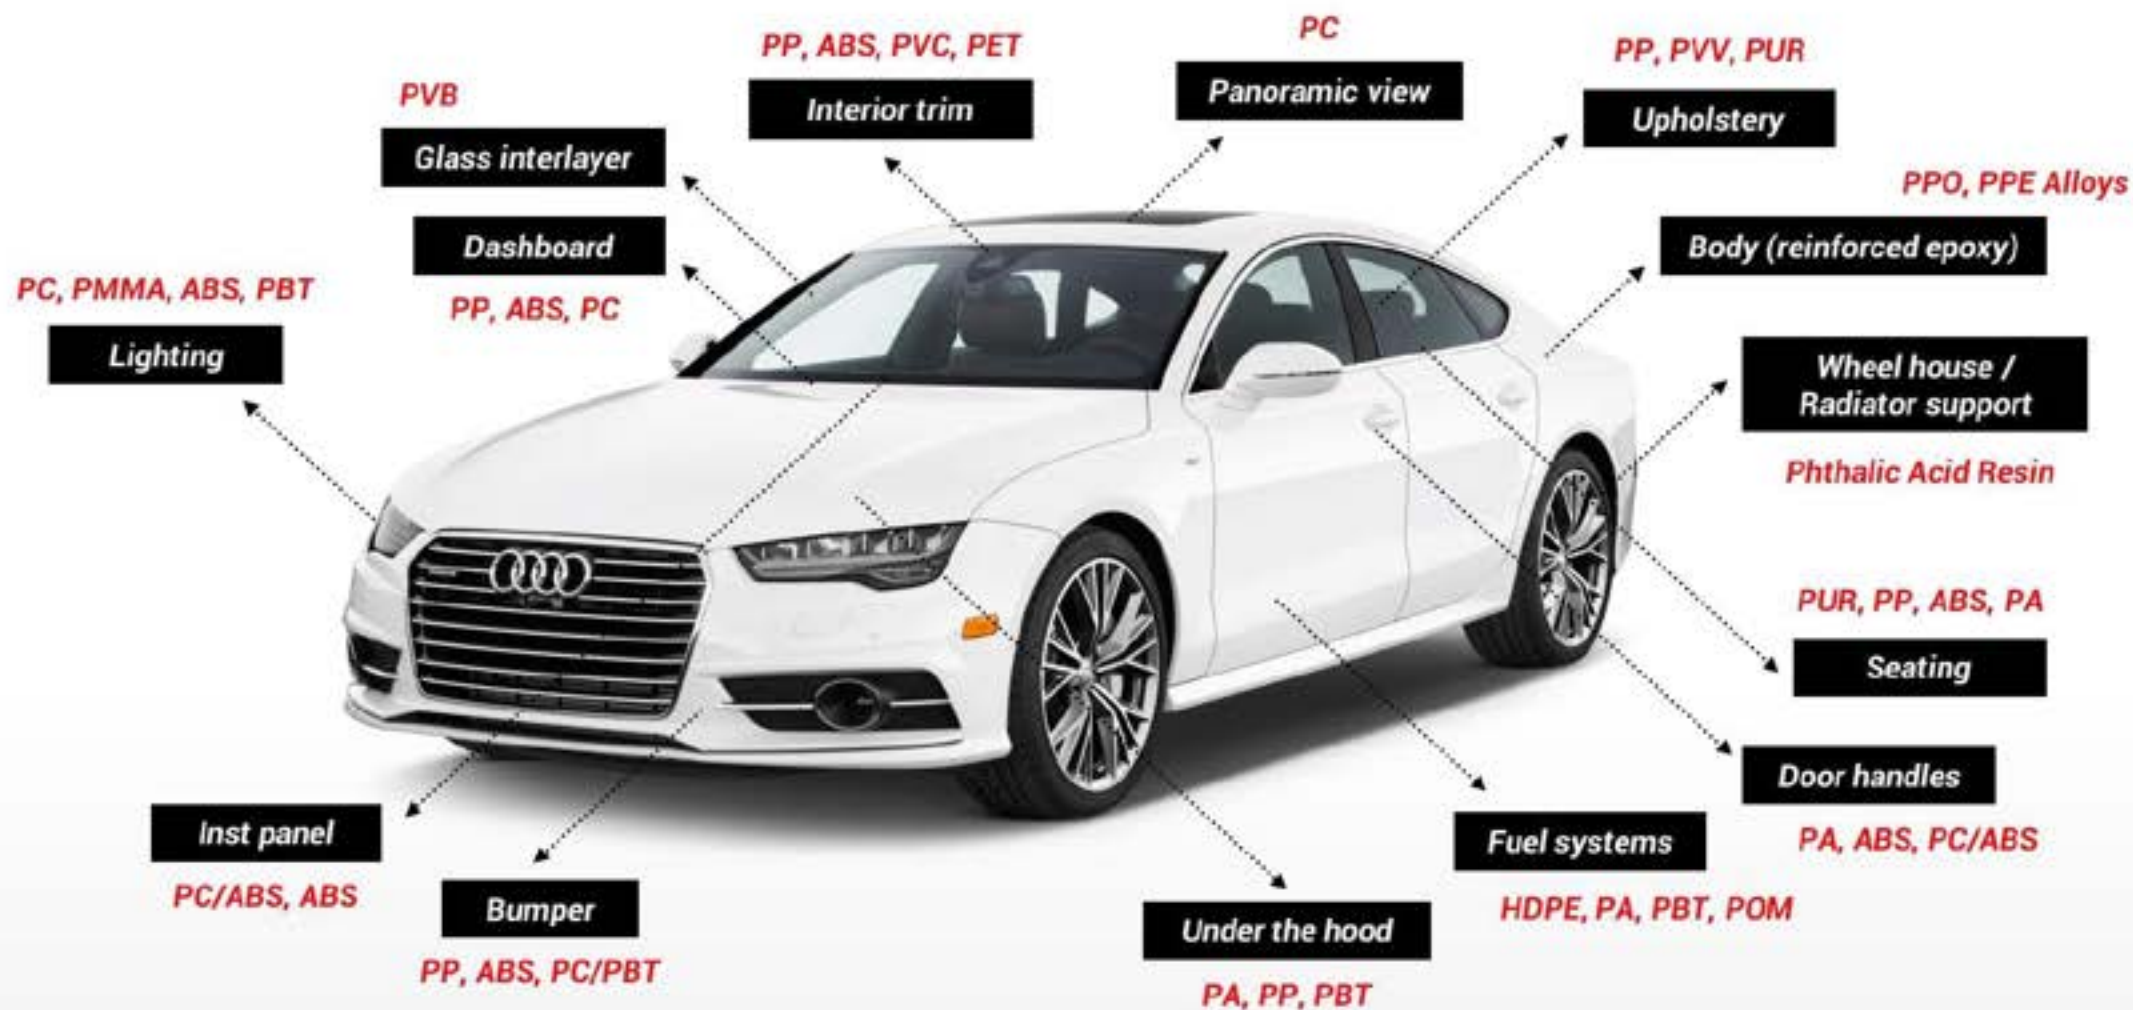 PC
PP, ABS, PVC, PET
PP, PVV, PUR
Panoramic view
PVB
Interior trim
Upholstery
Glass interlayer
PPO, PPE Alloys
Dashboard
Body (reinforced epoxy)
PC, PMMA, ABS, PBT
PP, ABS, PC
Lighting
Wheel house /
Radiator support
Phthalic Acid Resin
PUR, PP, ABS, PA
Seating
Door handles
Inst panel
Fuel systems
PA, ABS, PC/ABS
PC/ABS, ABS
Bumper
HDPE, PA, PBT, POM
Under the hood
PP, ABS, PC/PBT
PA, PP, PBT